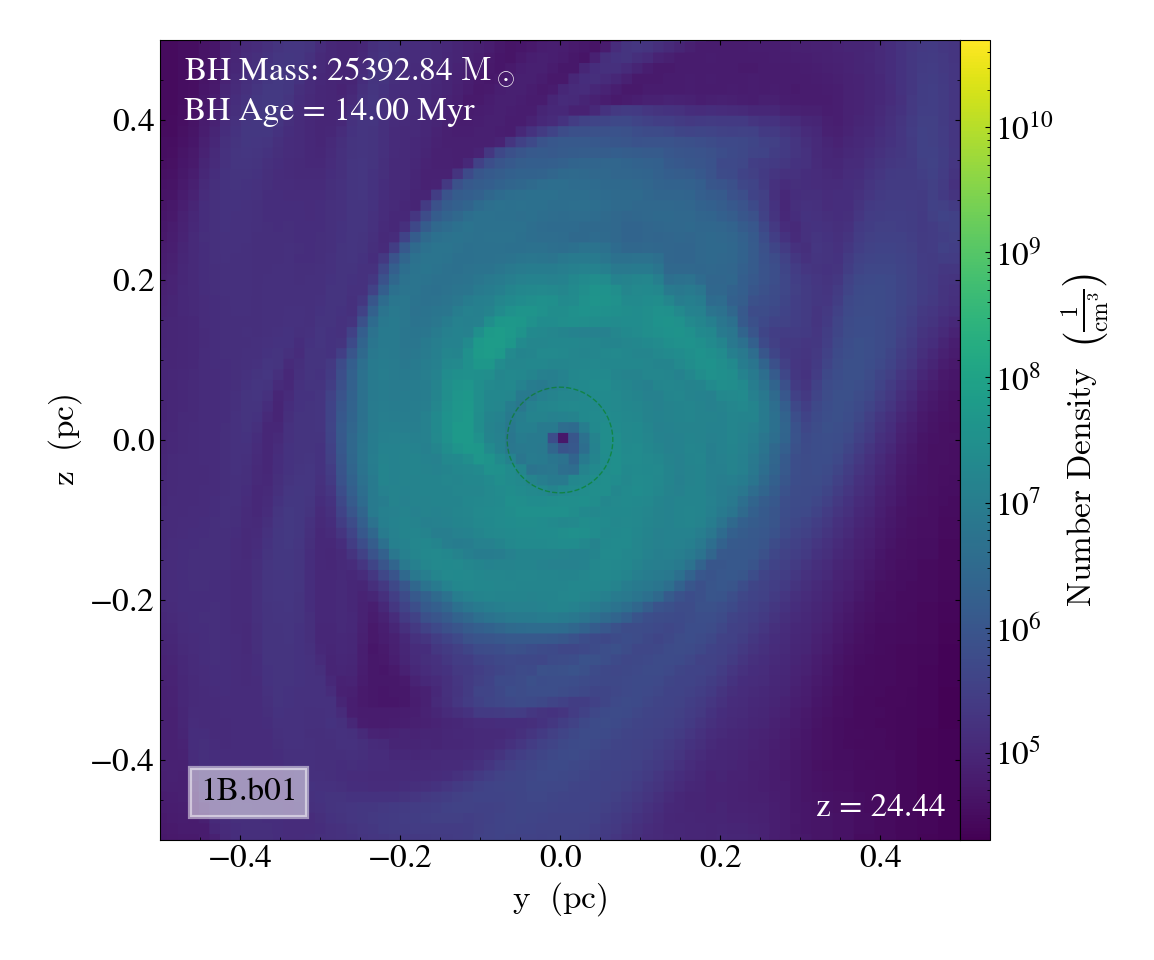 BH Mass: 25392.84 M⊙
BH Age = 14.00 Myr
0.4
0.2
0.0
−0.2
−0.4
z (pc)
1B.b01
z = 24.44
−0.4 −0.2 0.0 0.2 0.4
y (pc)
10^10
10^9
10^8
10^7
10^6
10^5
Number Density (1/cm^3)